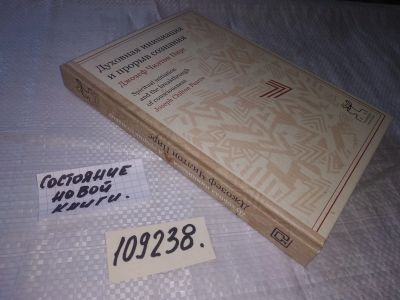 Духовная инициация
и прорыв сознания
Джозеф Чилтон Пирс
Spiritual initiation
and the breakthrough
of consciousness
Joseph Chilton Pearce
Джозеф Чилтон Пирс
СОСТОЯНИЕ
НОВОЙ
КНИГИ.
109238.